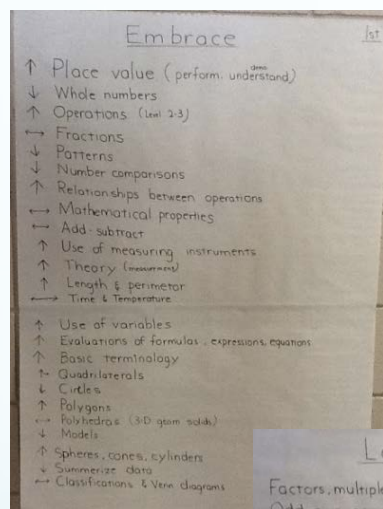 Embrace
1st
↑ Place value (perform. demo understand)
↓ Whole numbers
↑ Operations (Level 2-3)
↔ Fractions
↓ Patterns
↓ Number comparisons
↑ Relationships between operations
↔ Mathematical properties
↔ Add - subtract
↑ Use of measuring instruments
↑ Theory (measurement)
↑ Length & perimeter
↔ Time & Temperature
↑ Use of variables
↑ Evaluations of formulas, expressions, equations
↑ Basic terminology
↑ Quadrilaterals
↓ Circles
↑ Polygons
↔ Polyhedras (3-D geom solids)
↓ Models
↑ Spheres, cones, cylinders
↓ Summerize data
↔ Classifications & Venn diagrams
Factors, multiple